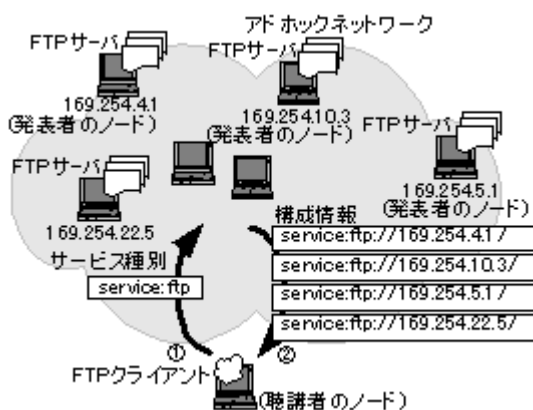 アドホックネットワーク
FTPサーバ
FTPサーバ
169.254.4.1
(発表者のノード)
169.254.10.3
(発表者のノード)
FTPサーバ
FTPサーバ
169.254.5.1
(発表者のノード)
169.254.22.5
構成情報
service:ftp://169.254.4.1/
service:ftp://169.254.10.3/
service:ftp://169.254.5.1/
service:ftp://169.254.22.5/
サービス種別
service:ftp
①
②
FTPクライアント
(聴講者のノード)